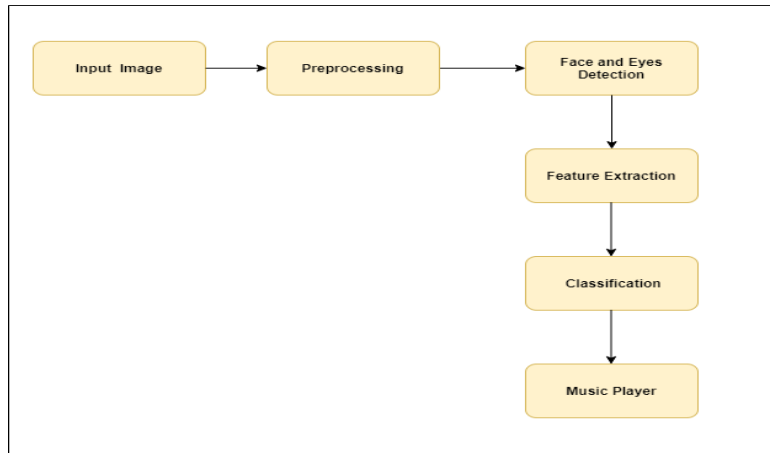 Input Image
Preprocessing
Face and Eyes
Detection
Feature Extraction
Classification
Music Player